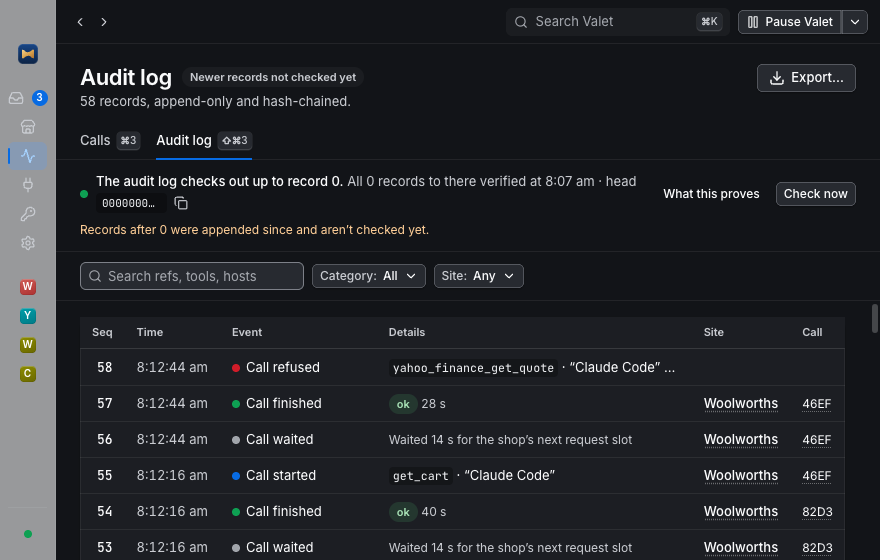 Search Valet ⌘K Pause Valet
Audit log Newer records not checked yet
58 records, append-only and hash-chained.
Export...
3
Calls ⌘3 Audit log ⇧⌘3
The audit log checks out up to record 0. All 0 records to there verified at 8:07 am · head
0000000…
What this proves Check now
Records after 0 were appended since and aren’t checked yet.
Search refs, tools, hosts Category: All Site: Any
W
Y
W
C
Seq Time Event Details Site Call
58 8:12:44 am Call refused yahoo_finance_get_quote · “Claude Code” ...
57 8:12:44 am Call finished ok 28 s Woolworths 46EF
56 8:12:44 am Call waited Waited 14 s for the shop’s next request slot Woolworths 46EF
55 8:12:16 am Call started get_cart · “Claude Code” Woolworths 46EF
54 8:12:16 am Call finished ok 40 s Woolworths 82D3
53 8:12:16 am Call waited Waited 14 s for the shop’s next request slot Woolworths 82D3